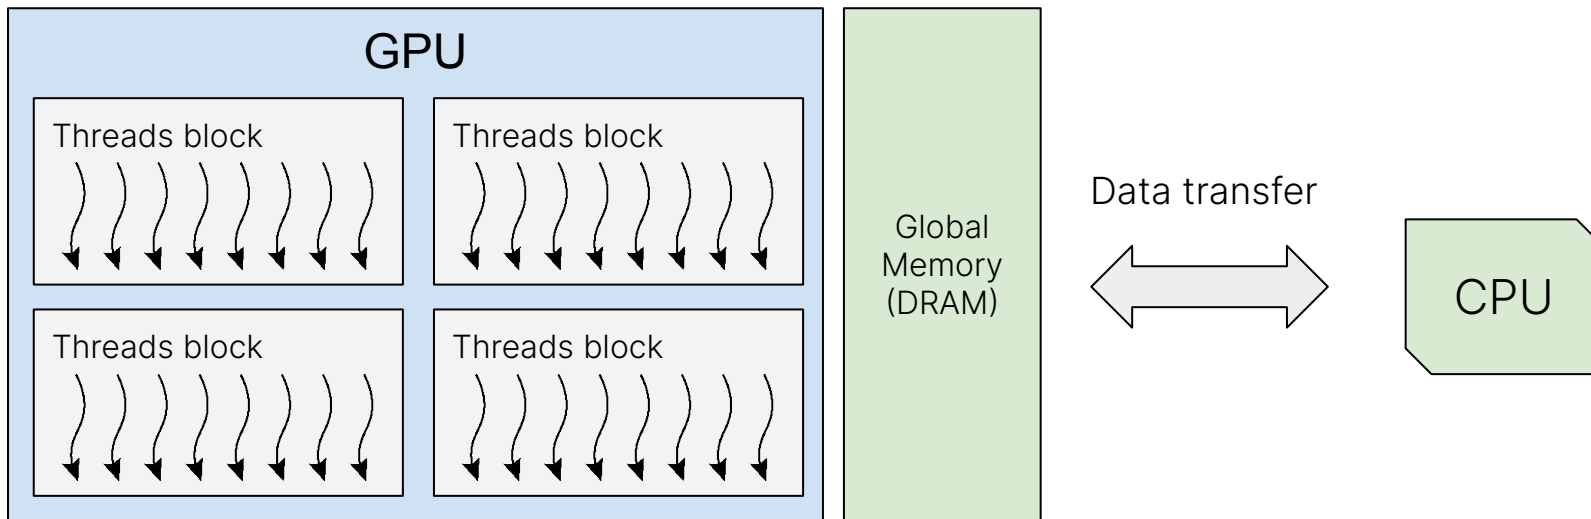 GPU
Threads block
Threads block
Threads block
Threads block
Global
Memory
(DRAM)
Data transfer
CPU